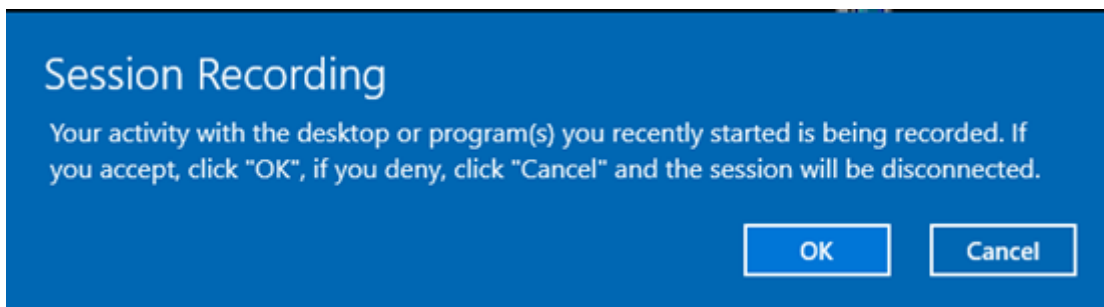 Session Recording
Your activity with the desktop or program(s) you recently started is being recorded. If
you accept, click "OK", if you deny, click "Cancel" and the session will be disconnected.
OK
Cancel